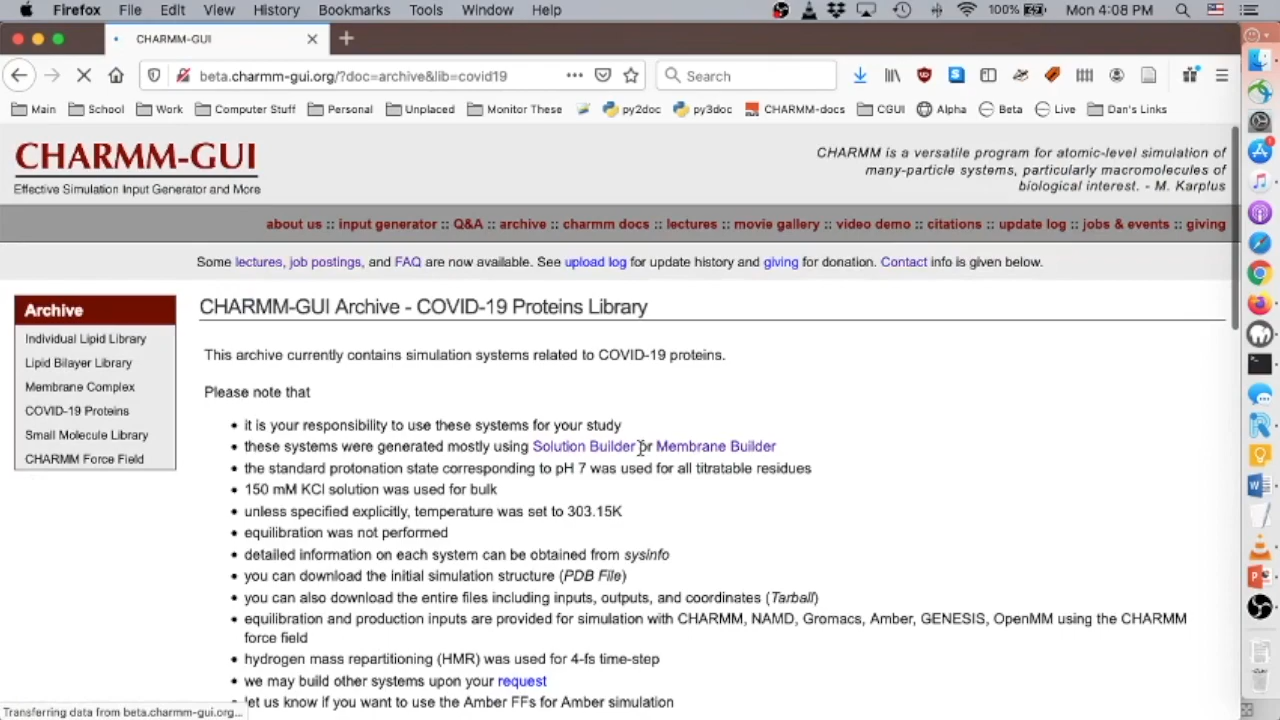 Firefox File Edit View History Bookmarks Tools Window Help 100% Mon 4:08 PM
CHARMM-GUI
beta.charmm-gui.org/?doc=archive&lib=covid19 Search
Main School Work Computer Stuff Personal Unplaced Monitor These py2doc py3doc CHARMM-docs CGUI Alpha Beta Live Dan's Links
CHARMM-GUI
Effective Simulation Input Generator and More
CHARMM is a versatile program for atomic-level simulation of
many-particle systems, particularly macromolecules of
biological interest. - M. Karplus
about us :: input generator :: Q&A :: archive :: charmm docs :: lectures :: movie gallery :: video demo :: citations :: update log :: jobs & events :: giving
Some lectures, job postings, and FAQ are now available. See upload log for update history and giving for donation. Contact info is given below.
Archive
Individual Lipid Library
Lipid Bilayer Library
Membrane Complex
COVID-19 Proteins
Small Molecule Library
CHARMM Force Field
CHARMM-GUI Archive - COVID-19 Proteins Library
This archive currently contains simulation systems related to COVID-19 proteins.
Please note that
• it is your responsibility to use these systems for your study
• these systems were generated mostly using Solution Builder or Membrane Builder
• the standard protonation state corresponding to pH 7 was used for all titratable residues
• 150 mM KCl solution was used for bulk
• unless specified explicitly, temperature was set to 303.15K
• equilibration was not performed
• detailed information on each system can be obtained from sysinfo
• you can download the initial simulation structure (PDB File)
• you can also download the entire files including inputs, outputs, and coordinates (Tarball)
• equilibration and production inputs are provided for simulation with CHARMM, NAMD, Gromacs, Amber, GENESIS, OpenMM using the CHARMM
force field
• hydrogen mass repartitioning (HMR) was used for 4-fs time-step
• we may build other systems upon your request
• let us know if you want to use the Amber FFs for Amber simulation
Transferring data from beta.charmm-gui.org...